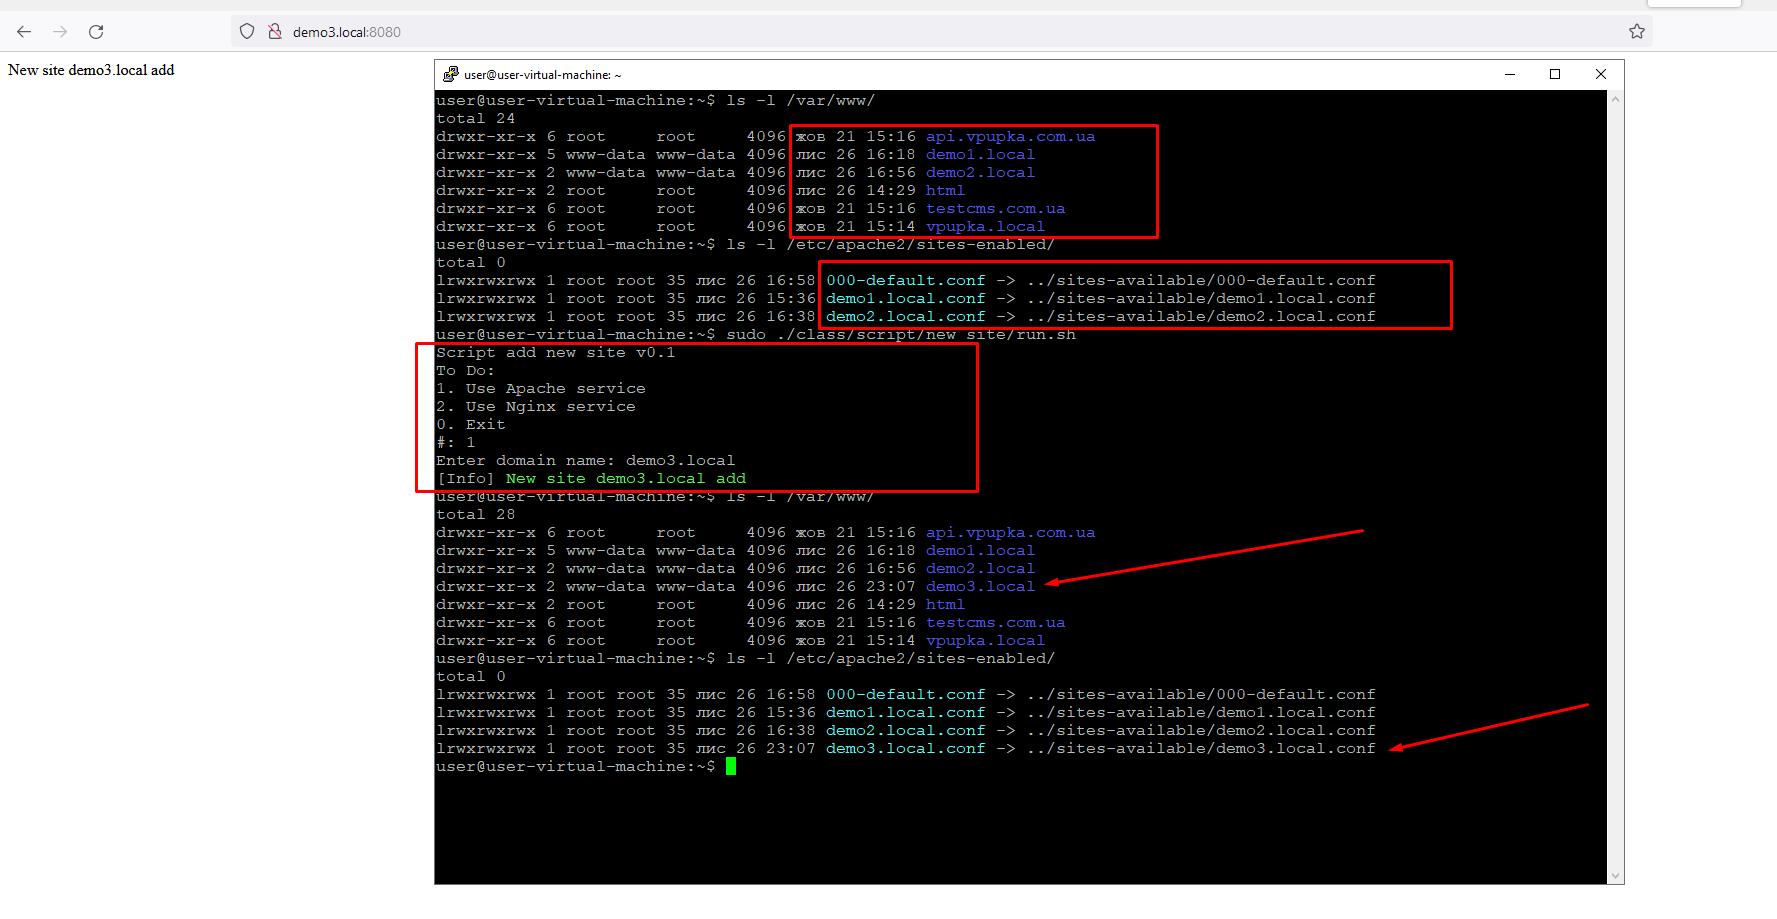 demo3.local:8080
New site demo3.local add
user@user-virtual-machine: ~
user@user-virtual-machine:~$ ls -l /var/www/
total 24
drwxr-xr-x 6 root     root     4096 жов 21 15:16 api.vpupka.com.ua
drwxr-xr-x 5 www-data www-data 4096 лис 26 16:18 demo1.local
drwxr-xr-x 2 www-data www-data 4096 лис 26 16:56 demo2.local
drwxr-xr-x 2 root     root     4096 лис 26 14:29 html
drwxr-xr-x 6 root     root     4096 жов 21 15:16 testcms.com.ua
drwxr-xr-x 6 root     root     4096 жов 21 15:14 vpupka.local
user@user-virtual-machine:~$ ls -l /etc/apache2/sites-enabled/
total 0
lrwxrwxrwx 1 root root 35 лис 26 16:58 000-default.conf -> ../sites-available/000-default.conf
lrwxrwxrwx 1 root root 35 лис 26 15:36 demo1.local.conf -> ../sites-available/demo1.local.conf
lrwxrwxrwx 1 root root 35 лис 26 16:38 demo2.local.conf -> ../sites-available/demo2.local.conf
user@user-virtual-machine:~$ sudo ./class/script/new_site/run.sh
Script add new site v0.1
To Do:
1. Use Apache service
2. Use Nginx service
0. Exit
#: 1
Enter domain name: demo3.local
[Info] New site demo3.local add
user@user-virtual-machine:~$ ls -l /var/www/
total 28
drwxr-xr-x 6 root     root     4096 жов 21 15:16 api.vpupka.com.ua
drwxr-xr-x 5 www-data www-data 4096 лис 26 16:18 demo1.local
drwxr-xr-x 2 www-data www-data 4096 лис 26 16:56 demo2.local
drwxr-xr-x 2 www-data www-data 4096 лис 26 23:07 demo3.local
drwxr-xr-x 2 root     root     4096 лис 26 14:29 html
drwxr-xr-x 6 root     root     4096 жов 21 15:16 testcms.com.ua
drwxr-xr-x 6 root     root     4096 жов 21 15:14 vpupka.local
user@user-virtual-machine:~$ ls -l /etc/apache2/sites-enabled/
total 0
lrwxrwxrwx 1 root root 35 лис 26 16:58 000-default.conf -> ../sites-available/000-default.conf
lrwxrwxrwx 1 root root 35 лис 26 15:36 demo1.local.conf -> ../sites-available/demo1.local.conf
lrwxrwxrwx 1 root root 35 лис 26 16:38 demo2.local.conf -> ../sites-available/demo2.local.conf
lrwxrwxrwx 1 root root 35 лис 26 23:07 demo3.local.conf -> ../sites-available/demo3.local.conf
user@user-virtual-machine:~$